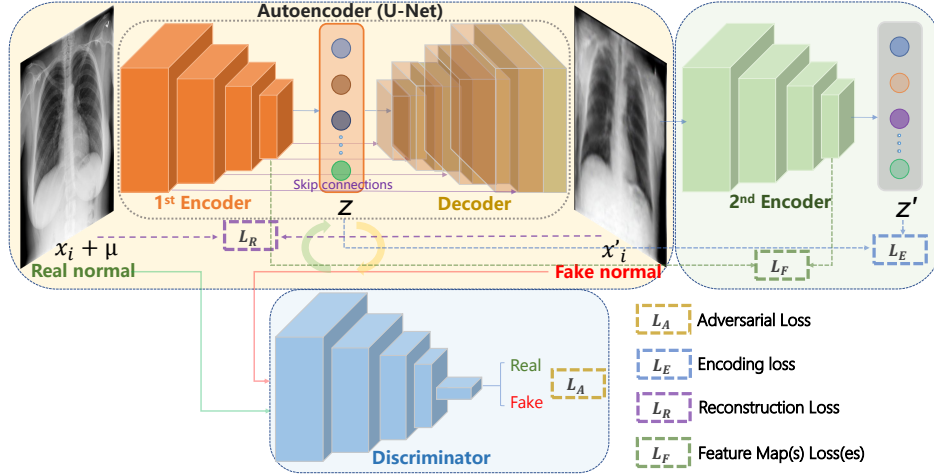 Autoencoder (U-Net)
Skip connections
1st Encoder
z
Decoder
2nd Encoder
z'
x_i + μ
L_R
x'_i
L_E
Real normal
Fake normal
L_F
L_A Adversarial Loss
Real
L_A
Fake
L_E Encoding loss
L_R Reconstruction Loss
Discriminator
L_F Feature Map(s) Loss(es)